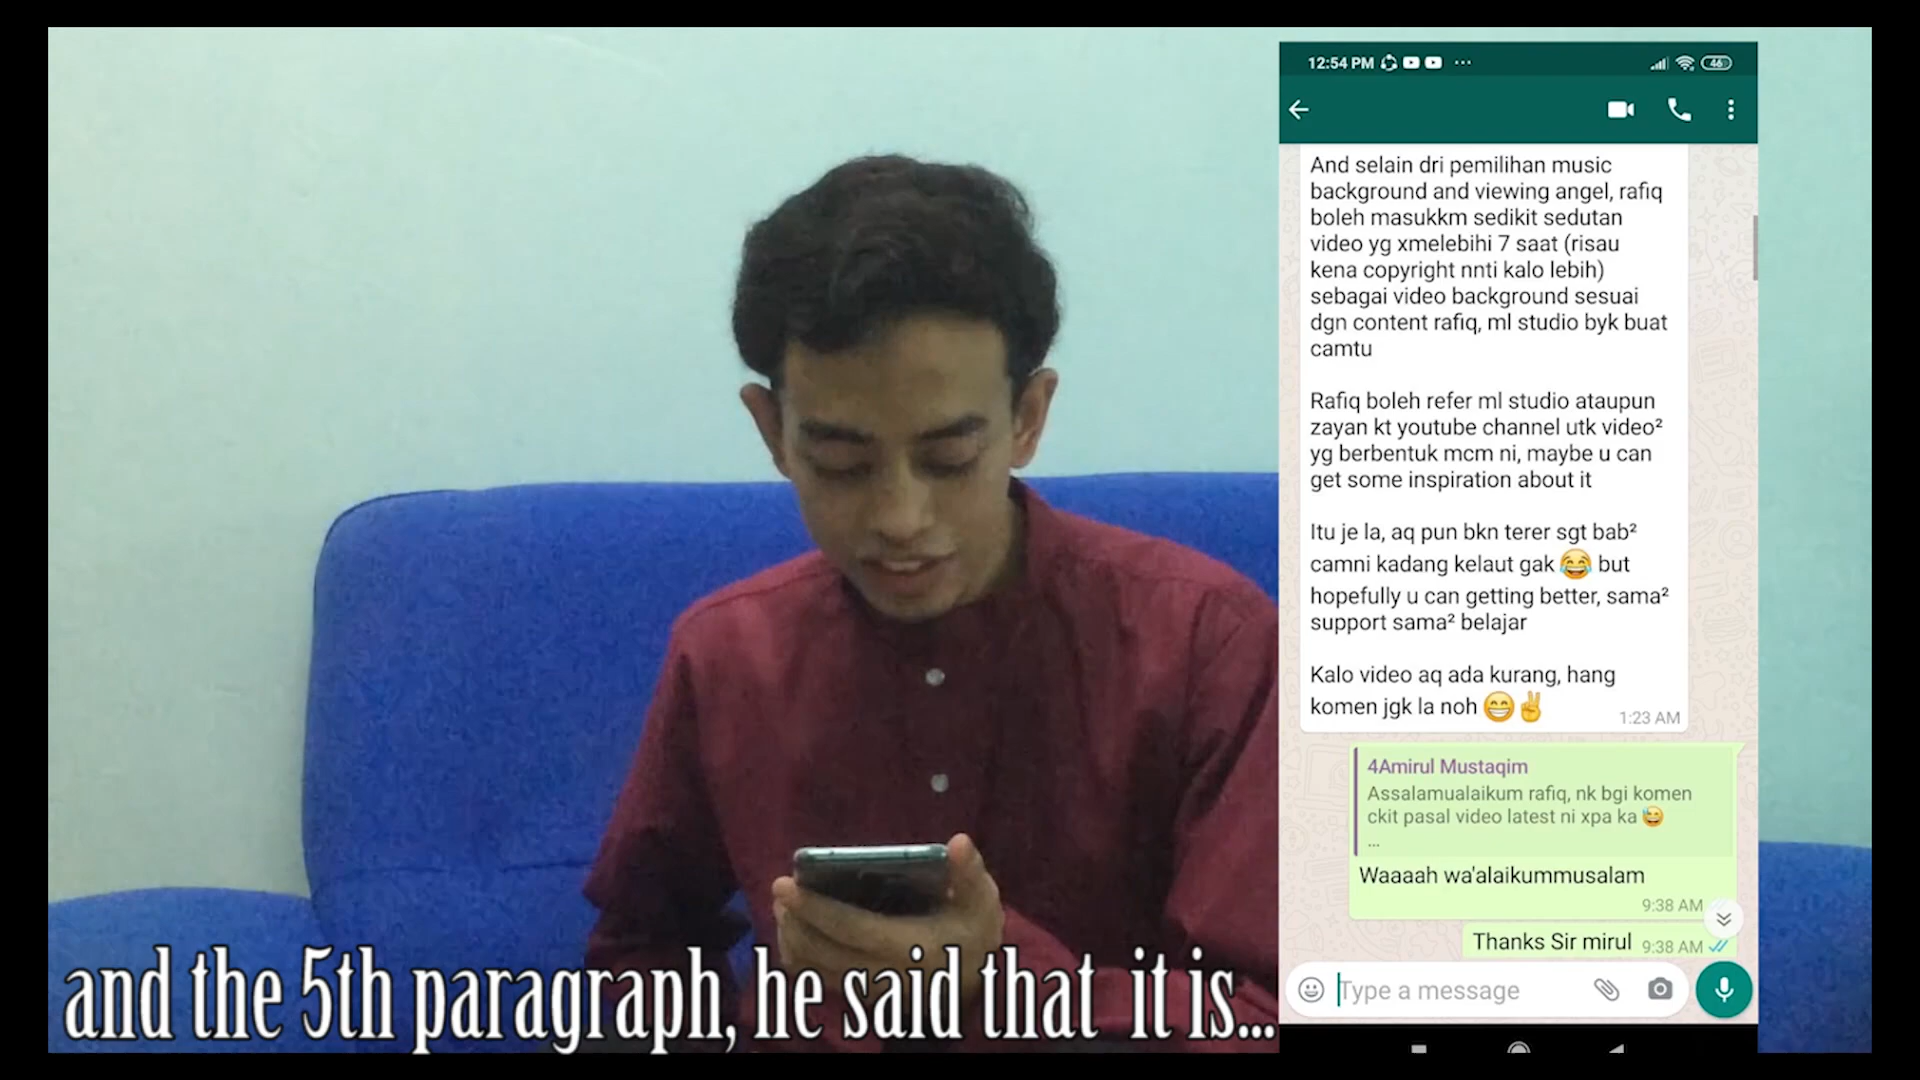 12:54 PM
46
And selain dri pemilihan music
background and viewing angel, rafiq
boleh masukkm sedikit sedutan
video yg xmelebihi 7 saat (risau
kena copyright nnti kalo lebih)
sebagai video background sesuai
dgn content rafiq, ml studio byk buat
camtu
Rafiq boleh refer ml studio ataupun
zayan kt youtube channel utk video²
yg berbentuk mcm ni, maybe u can
get some inspiration about it
Itu je la, aq pun bkn terer sgt bab²
camni kadang kelaut gak 😂 but
hopefully u can getting better, sama²
support sama² belajar
Kalo video aq ada kurang, hang
komen jgk la noh 😁✌
1:23 AM
4Amirul Mustaqim
Assalamualaikum rafiq, nk bgi komen
ckit pasal video latest ni xpa ka 😅
...
Waaaah wa'alaikummusalam
9:38 AM
Thanks Sir mirul 9:38 AM
Type a message
and the 5th paragraph, he said that it is...